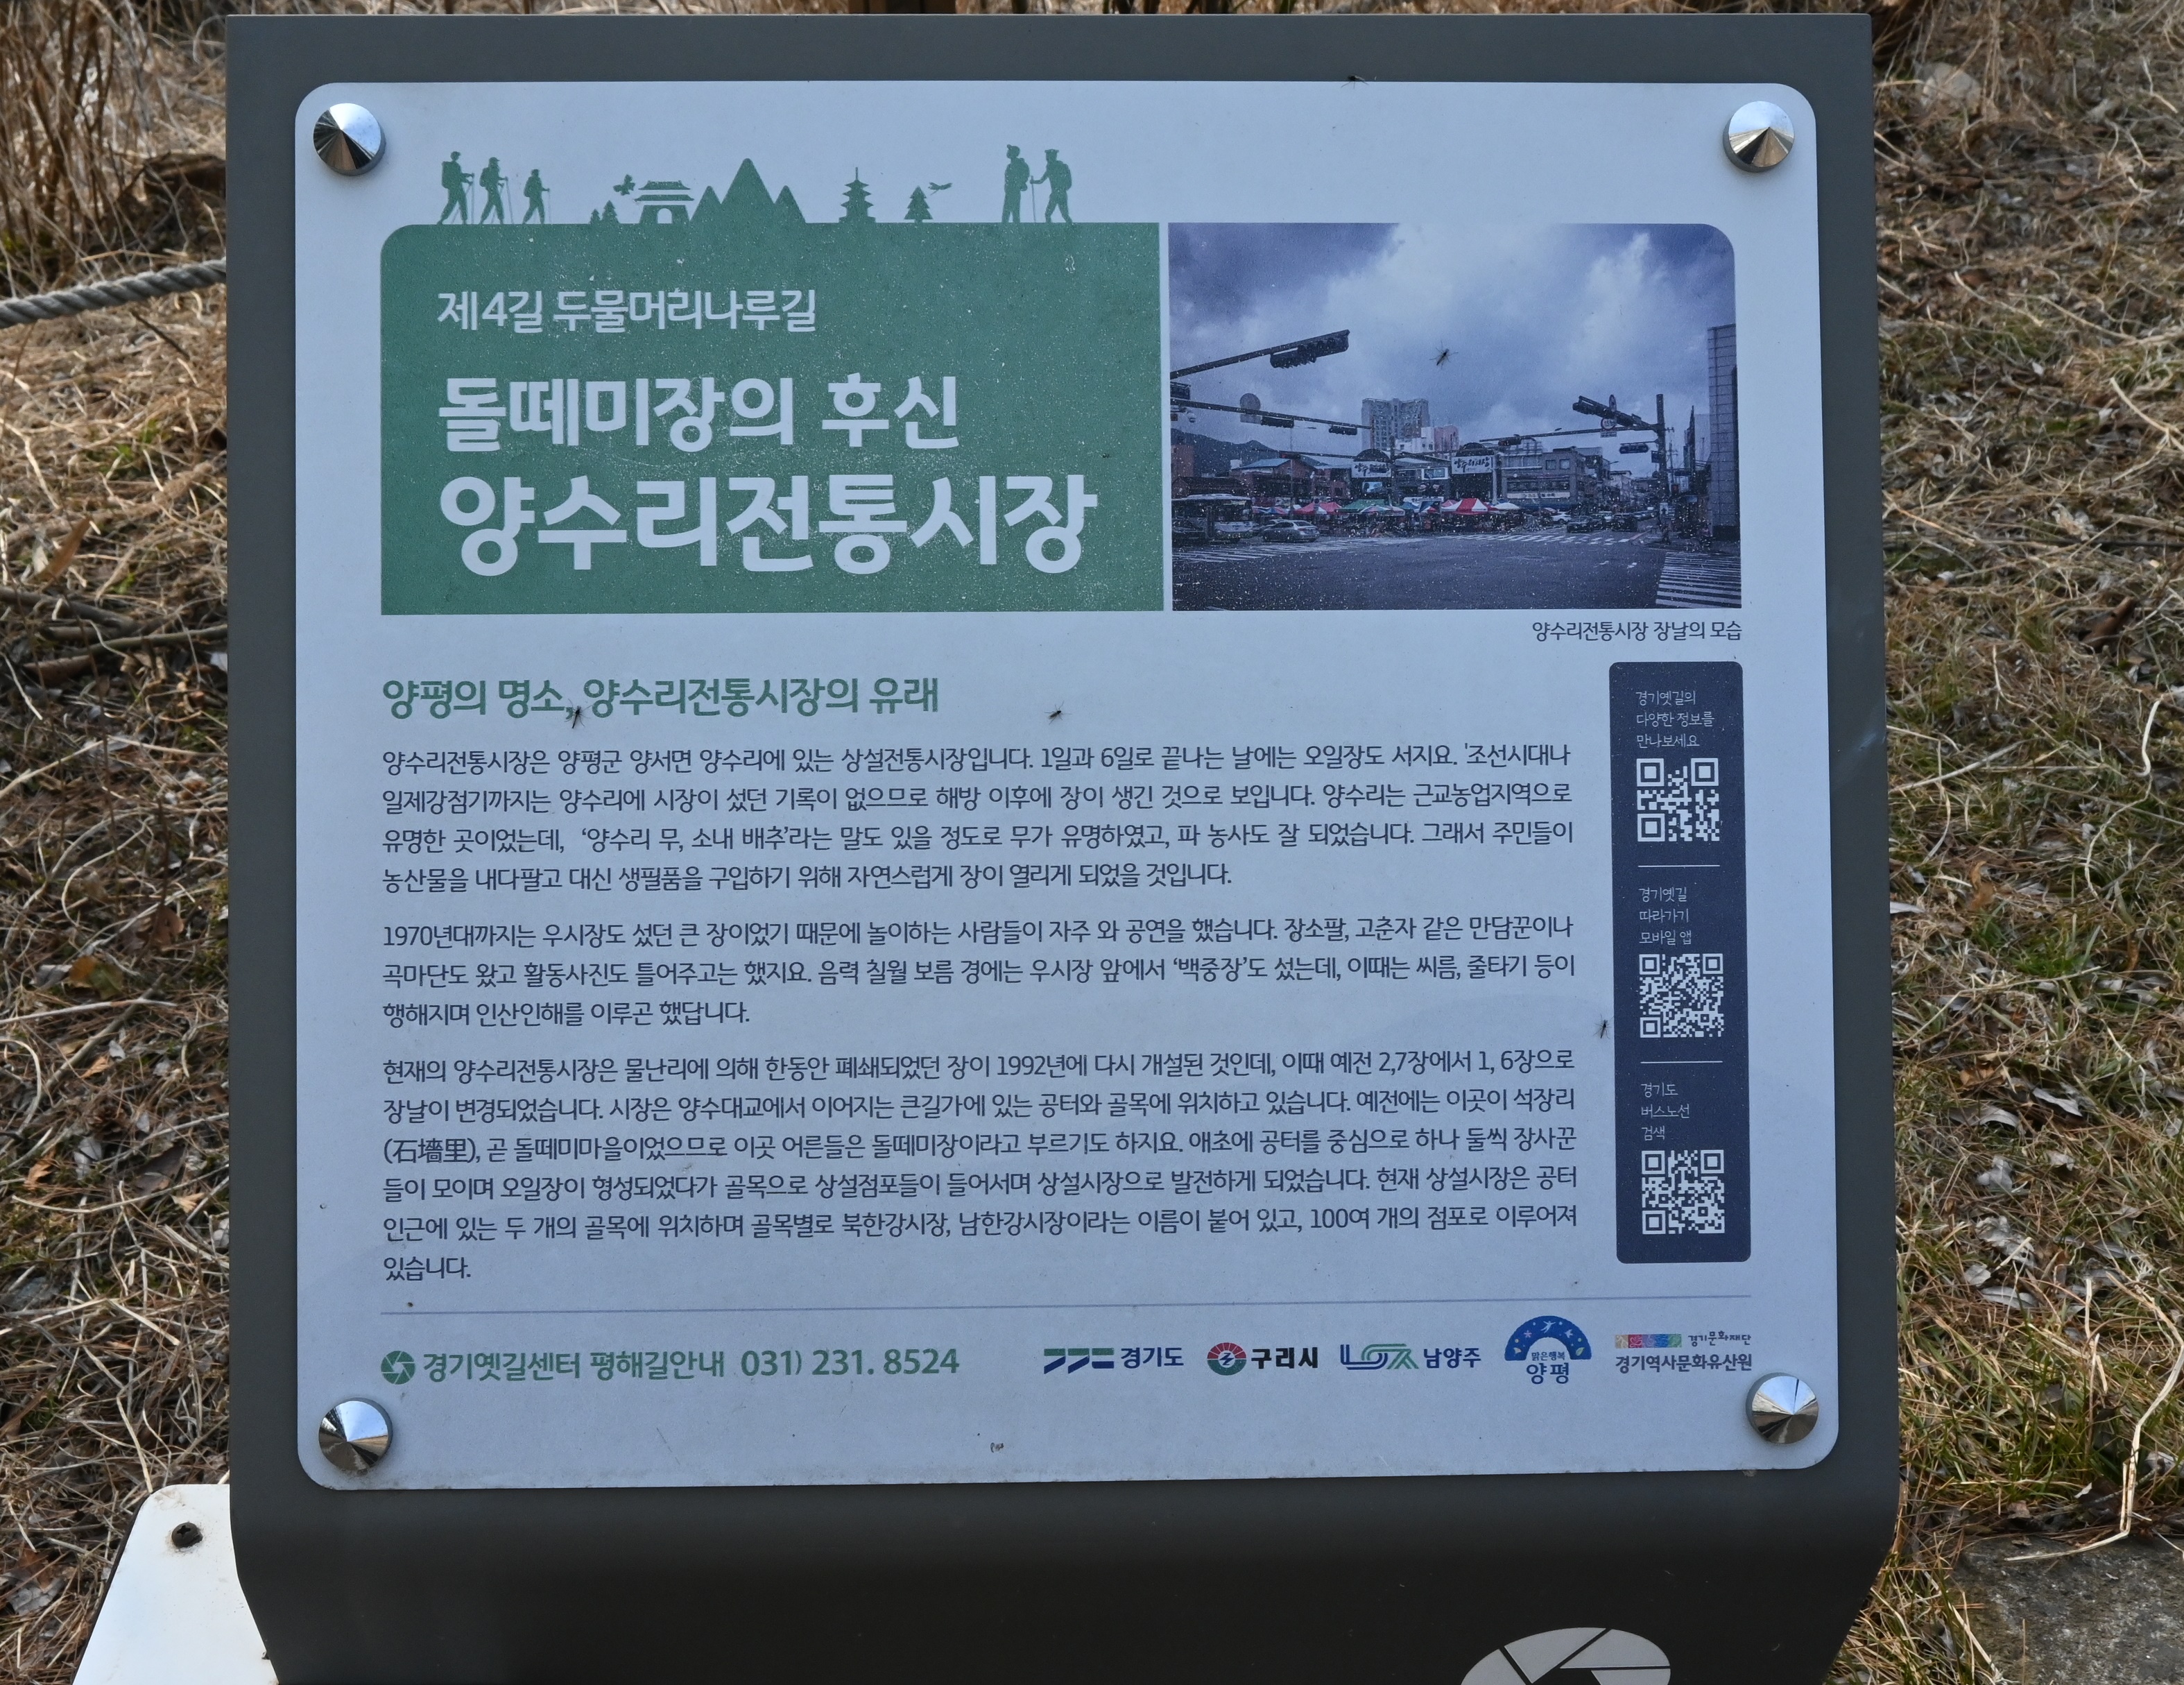 제4길 두물머리나루길
돌떼미장의 후신
양수리전통시장
양수리전통시장 장날의 모습
양평의 명소, 양수리전통시장의 유래
양수리전통시장은 양평군 양서면 양수리에 있는 상설전통시장입니다. 1일과 6일로 끝나는 날에는 오일장도 서지요. '조선시대나
일제강점기까지는 양수리에 시장이 섰던 기록이 없으므로 해방 이후에 장이 생긴 것으로 보입니다. 양수리는 근교농업지역으로
유명한 곳이었는데, ‘양수리 무, 소내 배추’라는 말도 있을 정도로 무가 유명하였고, 파 농사도 잘 되었습니다. 그래서 주민들이
농산물을 내다팔고 대신 생필품을 구입하기 위해 자연스럽게 장이 열리게 되었을 것입니다.
1970년대까지는 우시장도 섰던 큰 장이었기 때문에 놀이하는 사람들이 자주 와 공연을 했습니다. 장소팔, 고춘자 같은 만담꾼이나
곡마단도 왔고 활동사진도 틀어주고는 했지요. 음력 칠월 보름 경에는 우시장 앞에서 ‘백중장’도 섰는데, 이때는 씨름, 줄타기 등이
행해지며 인산인해를 이루곤 했답니다.
현재의 양수리전통시장은 물난리에 의해 한동안 폐쇄되었던 장이 1992년에 다시 개설된 것인데, 이때 예전 2,7장에서 1, 6장으로
장날이 변경되었습니다. 시장은 양수대교에서 이어지는 큰길가에 있는 공터와 골목에 위치하고 있습니다. 예전에는 이곳이 석장리
(石墻里), 곧 돌떼미마을이었으므로 이곳 어른들은 돌떼미장이라고 부르기도 하지요. 애초에 공터를 중심으로 하나 둘씩 장사꾼
들이 모이며 오일장이 형성되었다가 골목으로 상설점포들이 들어서며 상설시장으로 발전하게 되었습니다. 현재 상설시장은 공터
인근에 있는 두 개의 골목에 위치하며 골목별로 북한강시장, 남한강시장이라는 이름이 붙어 있고, 100여 개의 점포로 이루어져
있습니다.
경기옛길의
다양한 정보를
만나보세요
경기옛길
따라가기
모바일 앱
경기도
버스노선
검색
경기옛길센터 평해길안내 031) 231. 8524
경기도
구리시
남양주
맑은행복
양평
경기문화재단
경기역사문화유산원